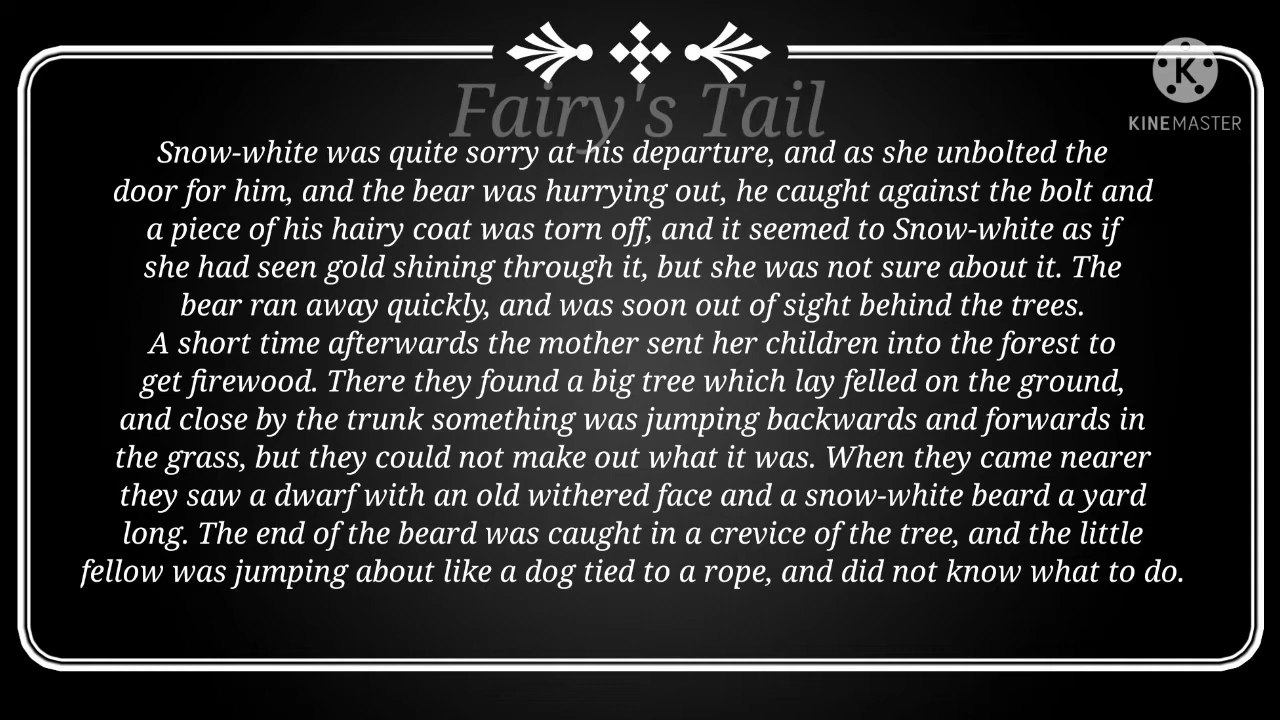 Fairy's Tail
K
KINEMASTER
Snow-white was quite sorry at his departure, and as she unbolted the
door for him, and the bear was hurrying out, he caught against the bolt and
a piece of his hairy coat was torn off, and it seemed to Snow-white as if
she had seen gold shining through it, but she was not sure about it. The
bear ran away quickly, and was soon out of sight behind the trees.
A short time afterwards the mother sent her children into the forest to
get firewood. There they found a big tree which lay felled on the ground,
and close by the trunk something was jumping backwards and forwards in
the grass, but they could not make out what it was. When they came nearer
they saw a dwarf with an old withered face and a snow-white beard a yard
long. The end of the beard was caught in a crevice of the tree, and the little
fellow was jumping about like a dog tied to a rope, and did not know what to do.